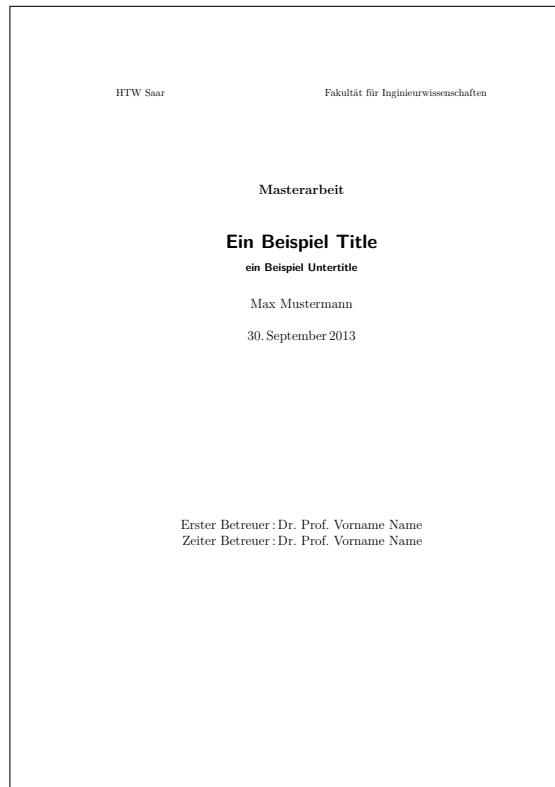 HTW Saar Fakultät für Inginieurwissenschaften
Masterarbeit
Ein Beispiel Title
ein Beispiel Untertitle
Max Mustermann
30. September 2013
Erster Betreuer : Dr. Prof. Vorname Name
Zeiter Betreuer : Dr. Prof. Vorname Name